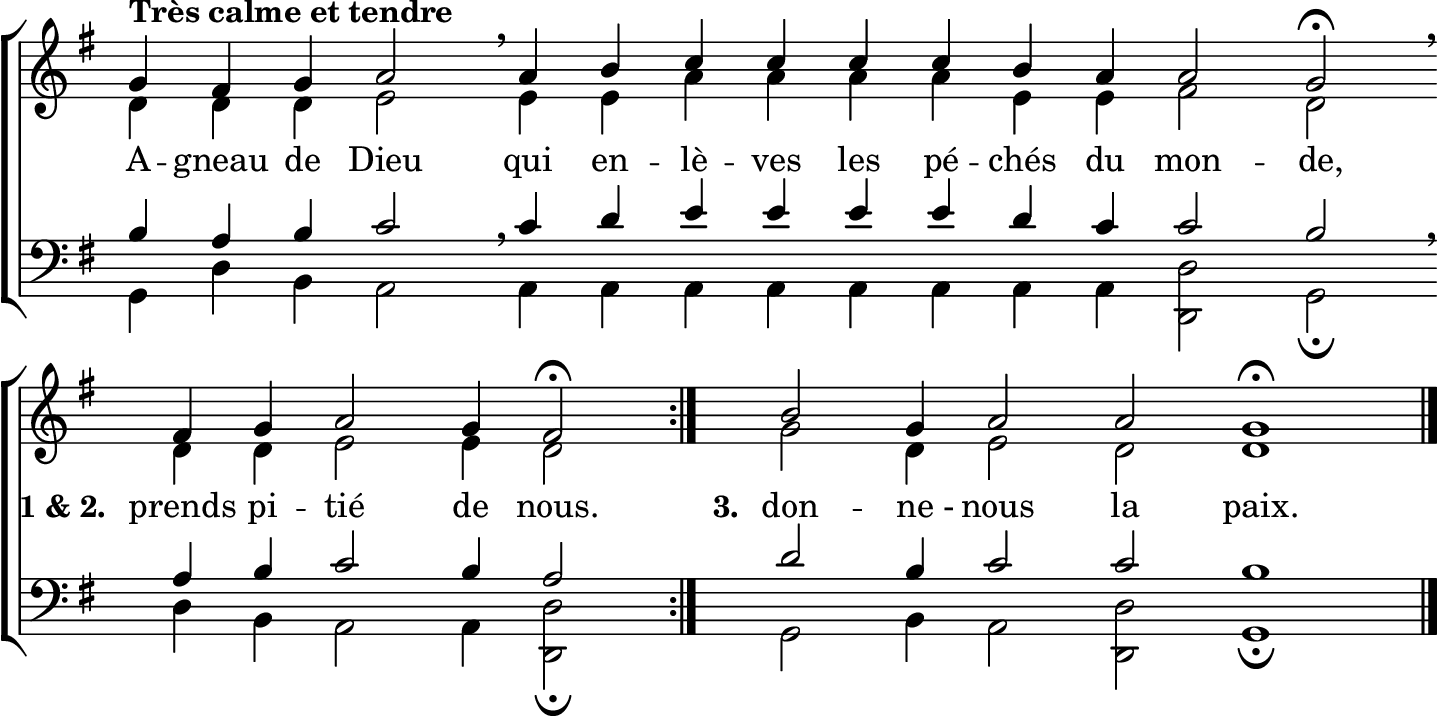 Très calme et tendre
A -- gneau de Dieu qui en -- lè -- ves les pé -- chés du mon -- de,
1 & 2. prends pi -- tié de nous. 3. don -- ne - nous la paix.